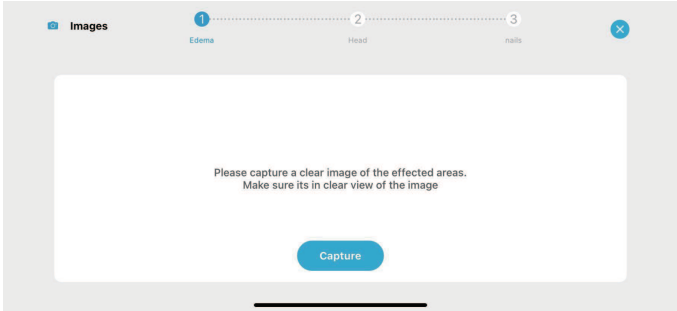 Images
1
2
3
Edema
Head
nails
Please capture a clear image of the effected areas.
Make sure its in clear view of the image
Capture